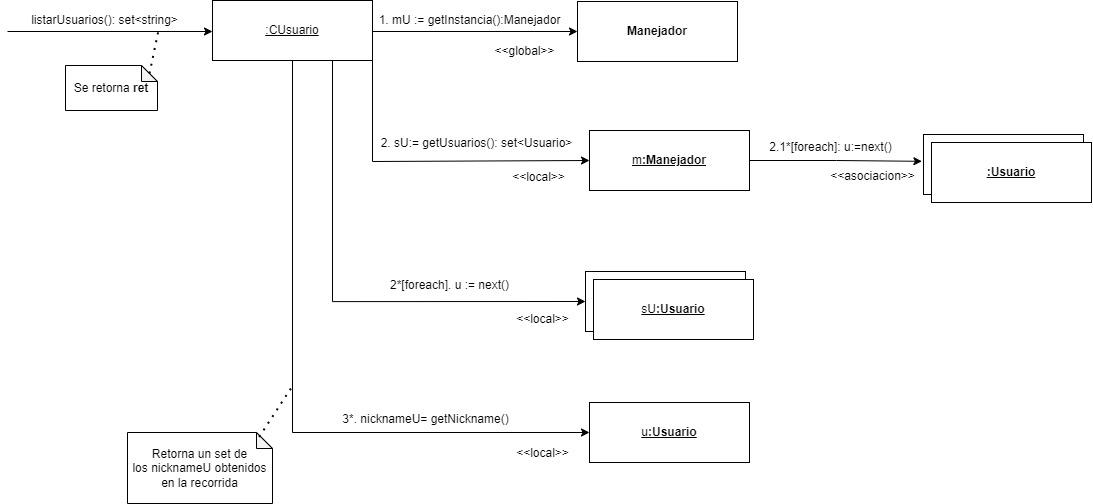 listarUsuarios(): set<string>
Se retorna ret
:CUsuario
1. mU := getInstancia():Manejador
<<global>>
Manejador
2. sU:= getUsuarios(): set<Usuario>
<<local>>
m:Manejador
2.1*[foreach]: u:=next()
<<asociacion>>
:Usuario
2*[foreach]. u := next()
<<local>>
sU:Usuario
3*. nicknameU= getNickname()
<<local>>
u:Usuario
Retorna un set de
los nicknameU obtenidos
en la recorrida